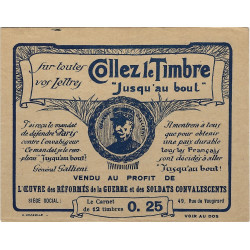 sur toutes
vos Lettres
Collez le Timbre
"Jusqu'au bout"
J'ai reçu le mandat
de défendre Paris
contre l'envahisseur
Ce mandat je le rem-
plirai "Jusqu'au bout!"
Général Gallieni
Il montrera à tous
que pour obtenir
une paix durable
tous les Français
sont décidés à aller
"Jusqu'au bout!"
VENDU AU PROFIT DE
L'ŒUVRE des RÉFORMÉS de la GUERRE et des SOLDATS CONVALESCENTS
SIÈGE SOCIAL:
Le Carnet
de 12 timbres
0. 25
49, Rue de Vaugirard
VOIR AU DOS